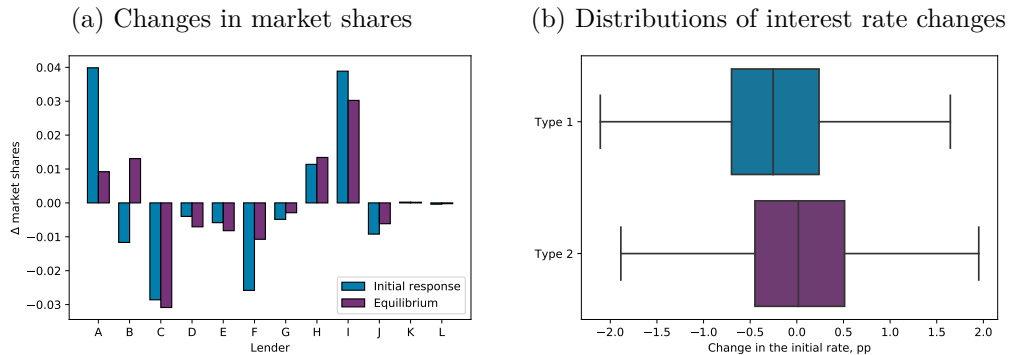 (a) Changes in market shares
0.04
0.03
0.02
0.01
0.00
−0.01
−0.02
−0.03
Δ market shares
A B C D E F G H I J K L
Lender
Initial response
Equilibrium
(b) Distributions of interest rate changes
Type 1
Type 2
−2.0 −1.5 −1.0 −0.5 0.0 0.5 1.0 1.5 2.0
Change in the initial rate, pp